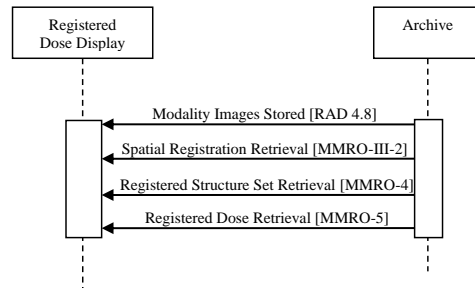 Registered
Dose Display
Archive
Modality Images Stored [RAD 4.8]
Spatial Registration Retrieval [MMRO-III-2]
Registered Structure Set Retrieval [MMRO-4]
Registered Dose Retrieval [MMRO-5]